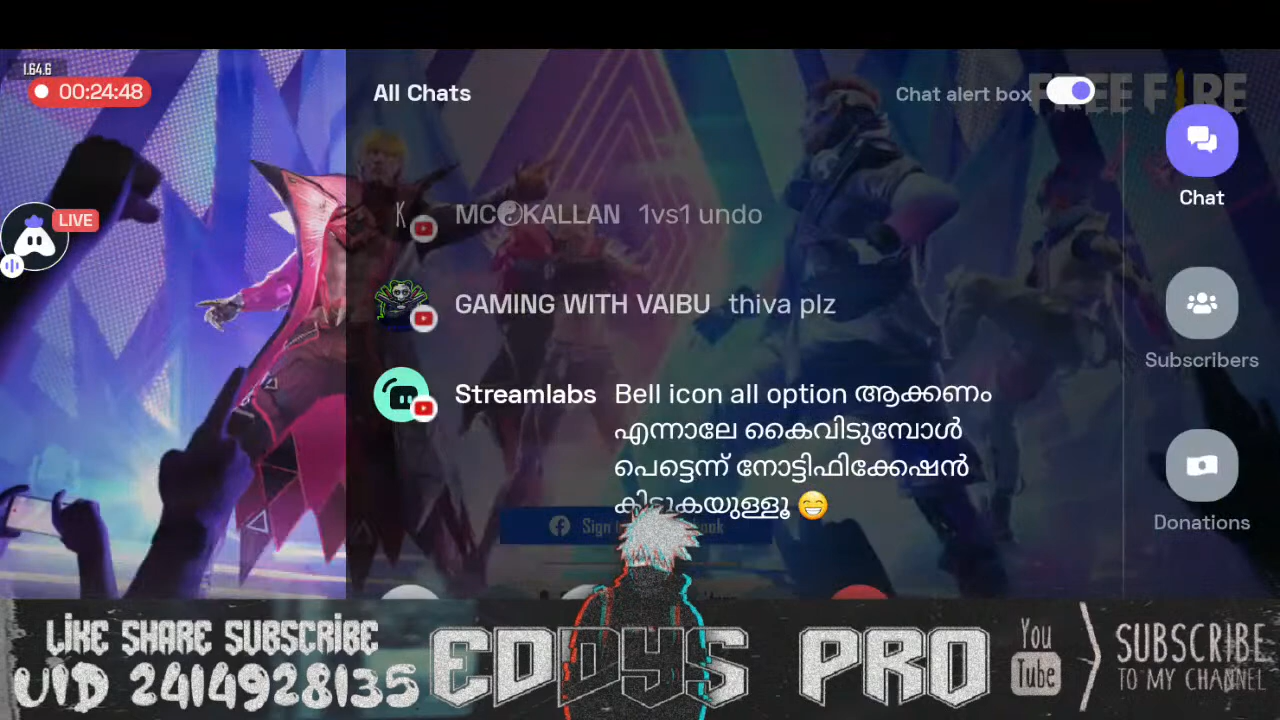 1.64.6
00:24:48
All Chats
Chat alert box
FREE FIRE
LIVE
Chat
MC☯KALLAN 1vs1 undo
GAMING WITH VAIBU thiva plz
Subscribers
Streamlabs Bell icon all option ആക്കണം
എന്നാലേ കൈവിടുമ്പോൾ
പെട്ടെന്ന് നോട്ടിഫിക്കേഷൻ
കിടുകയുള്ളൂ 😁
Donations
Sign
LIKE SHARE SUBSCRIBE
UID 2414928135
EDDYS PRO
You
Tube
SUBSCRIBE
TO MY CHANNEL